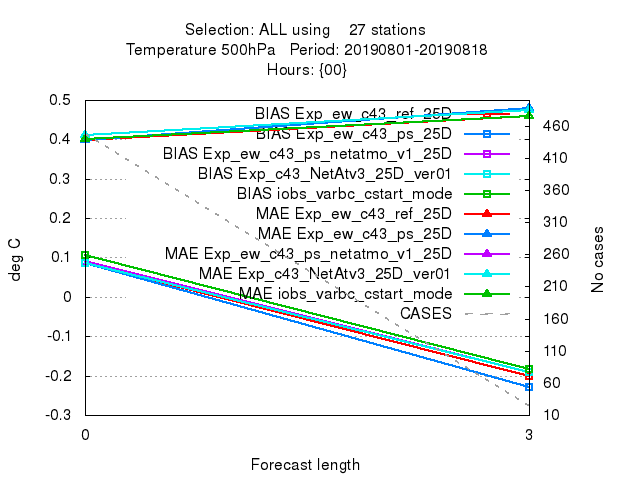 Selection: ALL using 27 stations
Temperature 500hPa Period: 20190801-20190818
Hours: {00}
0.5
0.4
0.3
0.2
0.1
0
-0.1
-0.2
-0.3
deg C
BIAS Exp_ew_c43_ref_25D
BIAS Exp_ew_c43_ps_25D
BIAS Exp_ew_c43_ps_netatmo_v1_25D
BIAS Exp_c43_NetAtv3_25D_ver01
BIAS iobs_varbc_cstart_mode
MAE Exp_ew_c43_ref_25D
MAE Exp_ew_c43_ps_25D
MAE Exp_ew_c43_ps_netatmo_v1_25D
MAE Exp_c43_NetAtv3_25D_ver01
MAE iobs_varbc_cstart_mode
CASES
460
410
360
310
260
210
160
110
60
10
No cases
0
3
Forecast length